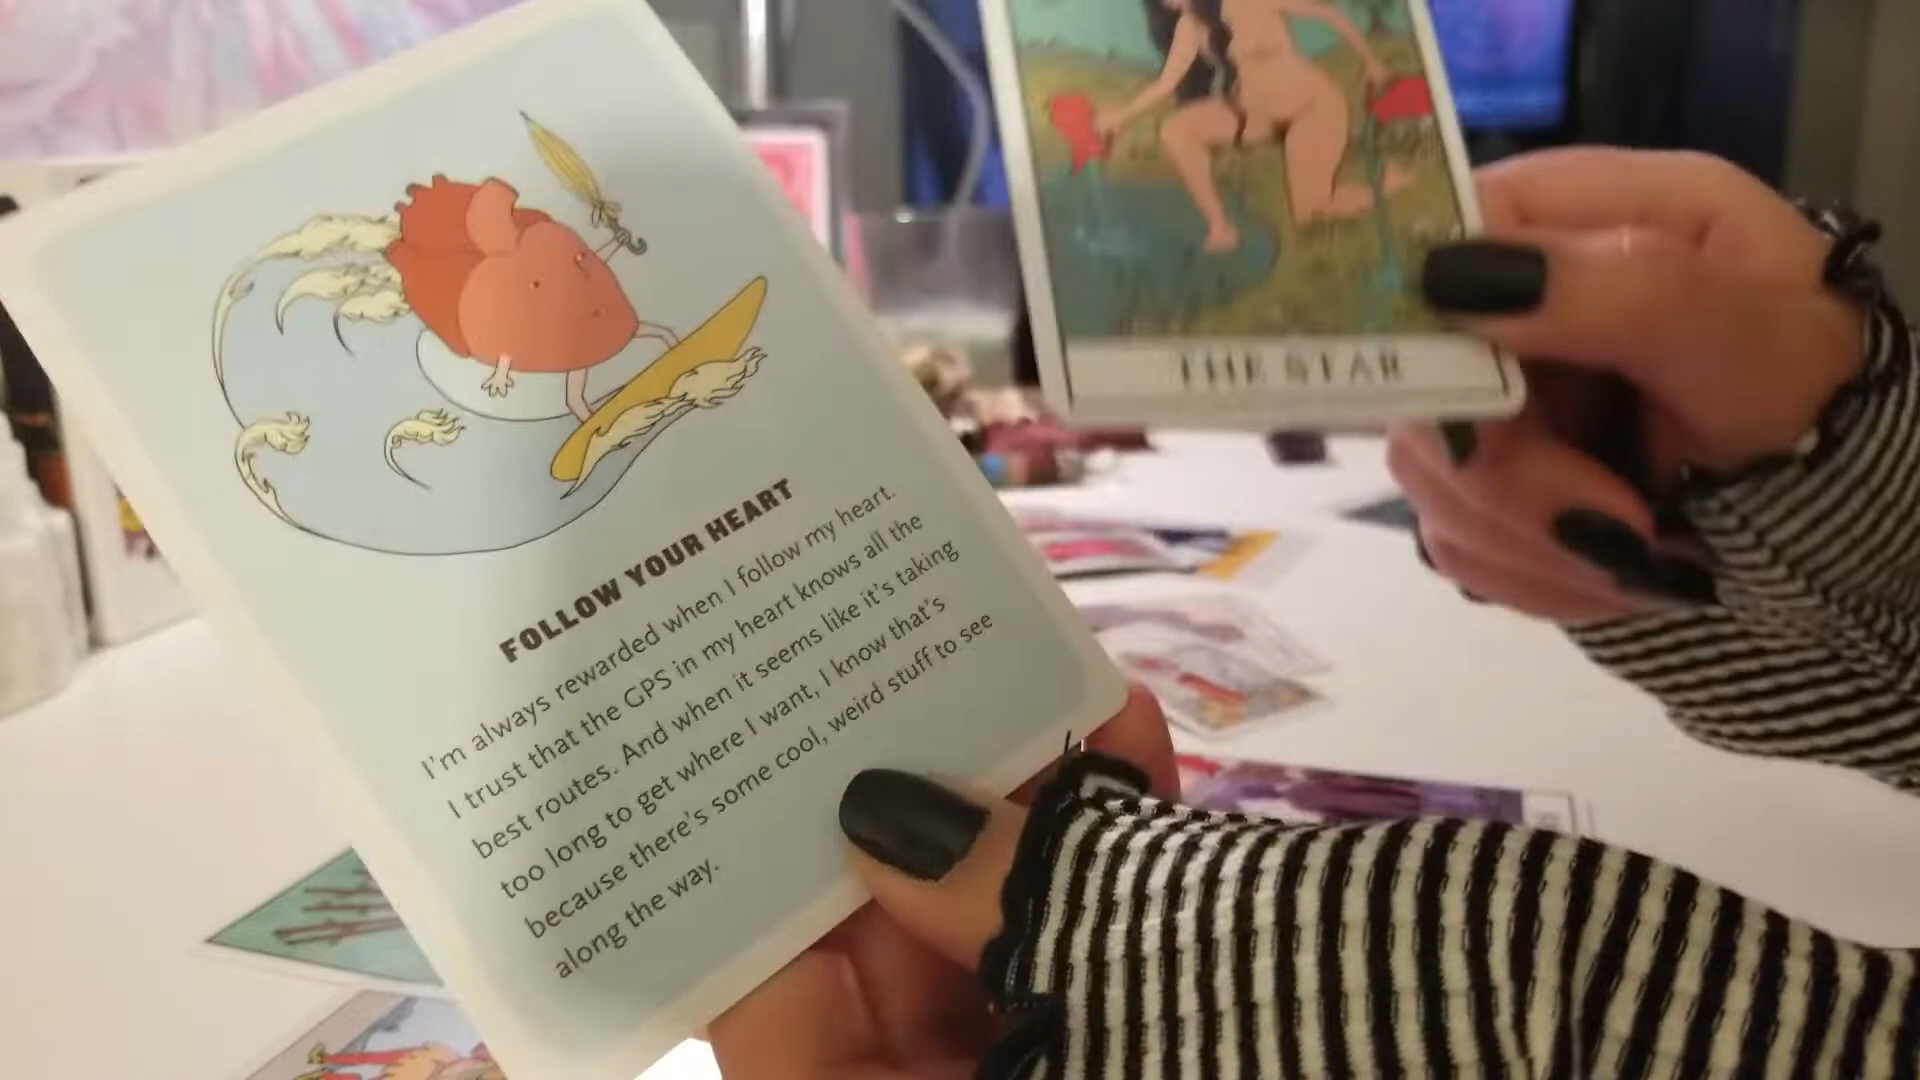 FOLLOW YOUR HEART
I'm always rewarded when I follow my heart.
I trust that the GPS in my heart knows all the
best routes. And when it seems like it's taking
too long to get where I want, I know that's
because there's some cool, weird stuff to see
along the way.
THE STAR